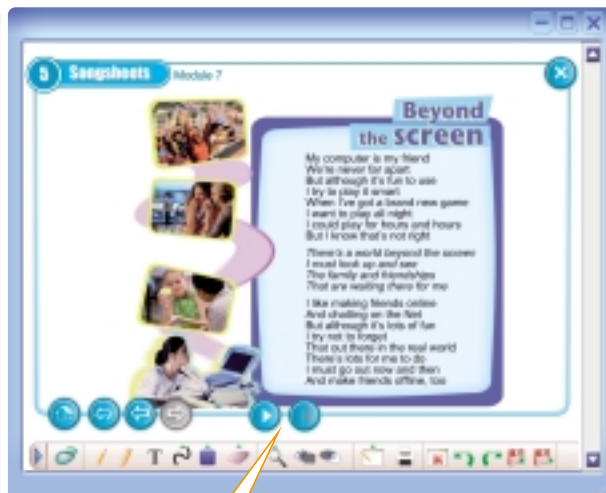 5 Songsheets Module 7
Beyond
the screen
My computer is my friend
We're never far apart
But although it's fun to use
I try to play it smart
When I've got a brand new game
I want to play all night
I could play for hours and hours
But I know that's not right
There's a world beyond the screen
I must look up and see
The family and friendships
That are waiting there for me
I like making friends online
And chatting on the Net
But although it's lots of fun
I try not to forget
That out there in the real world
There's lots for me to do
I must go out now and then
And make friends offline, too
T